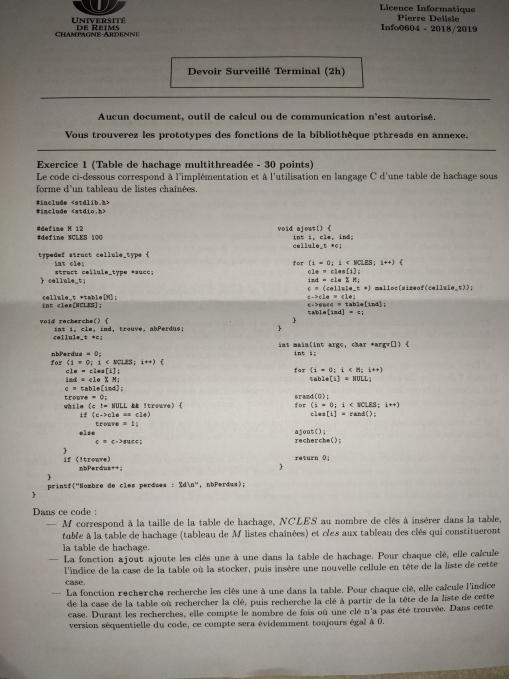 UNIVERSITÉ
DE REIMS
CHAMPAGNE-ARDENNE
Licence Informatique
Pierre Delisle
Info0604 - 2018/2019
Devoir Surveillé Terminal (2h)
Aucun document, outil de calcul ou de communication n'est autorisé.
Vous trouverez les prototypes des fonctions de la bibliothèque pthreads en annexe.
Exercice 1 (Table de hachage multithreadée - 30 points)
Le code ci-dessous correspond à l'implémentation et à l'utilisation en langage C d'une table de hachage sous
forme d'un tableau de listes chaînées.
#include <stdlib.h>
#include <stdio.h>
#define M 12
#define NCLES 100
typedef struct cellule_type {
int cle;
struct cellule_type *succ;
} cellule_t;
cellule_t *table[M];
int cles[NCLES];
void recherche() {
int i, cle, ind, trouve, nbPerdus;
cellule_t *c;
nbPerdus = 0;
for (i = 0; i < NCLES; i++) {
cle = cles[i];
ind = cle % M;
c = table[ind];
trouve = 0;
while (c != NULL && !trouve) {
if (c->cle == cle)
trouve = 1;
else
c = c->succ;
}
if (!trouve)
nbPerdus++;
}
printf("Nombre de cles perdues : %d\n", nbPerdus);
}
void ajout() {
int i, cle, ind;
cellule_t *c;
for (i = 0; i < NCLES; i++) {
cle = cles[i];
ind = cle % M;
c = (cellule_t *) malloc(sizeof(cellule_t));
c->cle = cle;
c->succ = table[ind];
table[ind] = c;
}
}
int main(int argc, char *argv[]) {
int i;
for (i = 0; i < M; i++)
table[i] = NULL;
srand(0);
for (i = 0; i < NCLES; i++)
cles[i] = rand();
ajout();
recherche();
return 0;
}
Dans ce code :
— M correspond à la taille de la table de hachage, NCLES au nombre de clés à insérer dans la table,
table à la table de hachage (tableau de M listes chaînées) et cles aux tableau des clés qui constitueront
la table de hachage.
— La fonction ajout ajoute les clés une à une dans la table de hachage. Pour chaque clé, elle calcule
l'indice de la case de la table où la stocker, puis insère une nouvelle cellule en tête de la liste de cette
case.
— La fonction recherche recherche les clés une à une dans la table. Pour chaque clé, elle calcule l'indice
de la case de la table où rechercher la clé, puis recherche la clé à partir de la tête de la liste de cette
case. Durant les recherches, elle compte le nombre de fois où une clé n'a pas été trouvée. Dans cette
version séquentielle du code, ce compte sera évidemment toujours égal à 0.